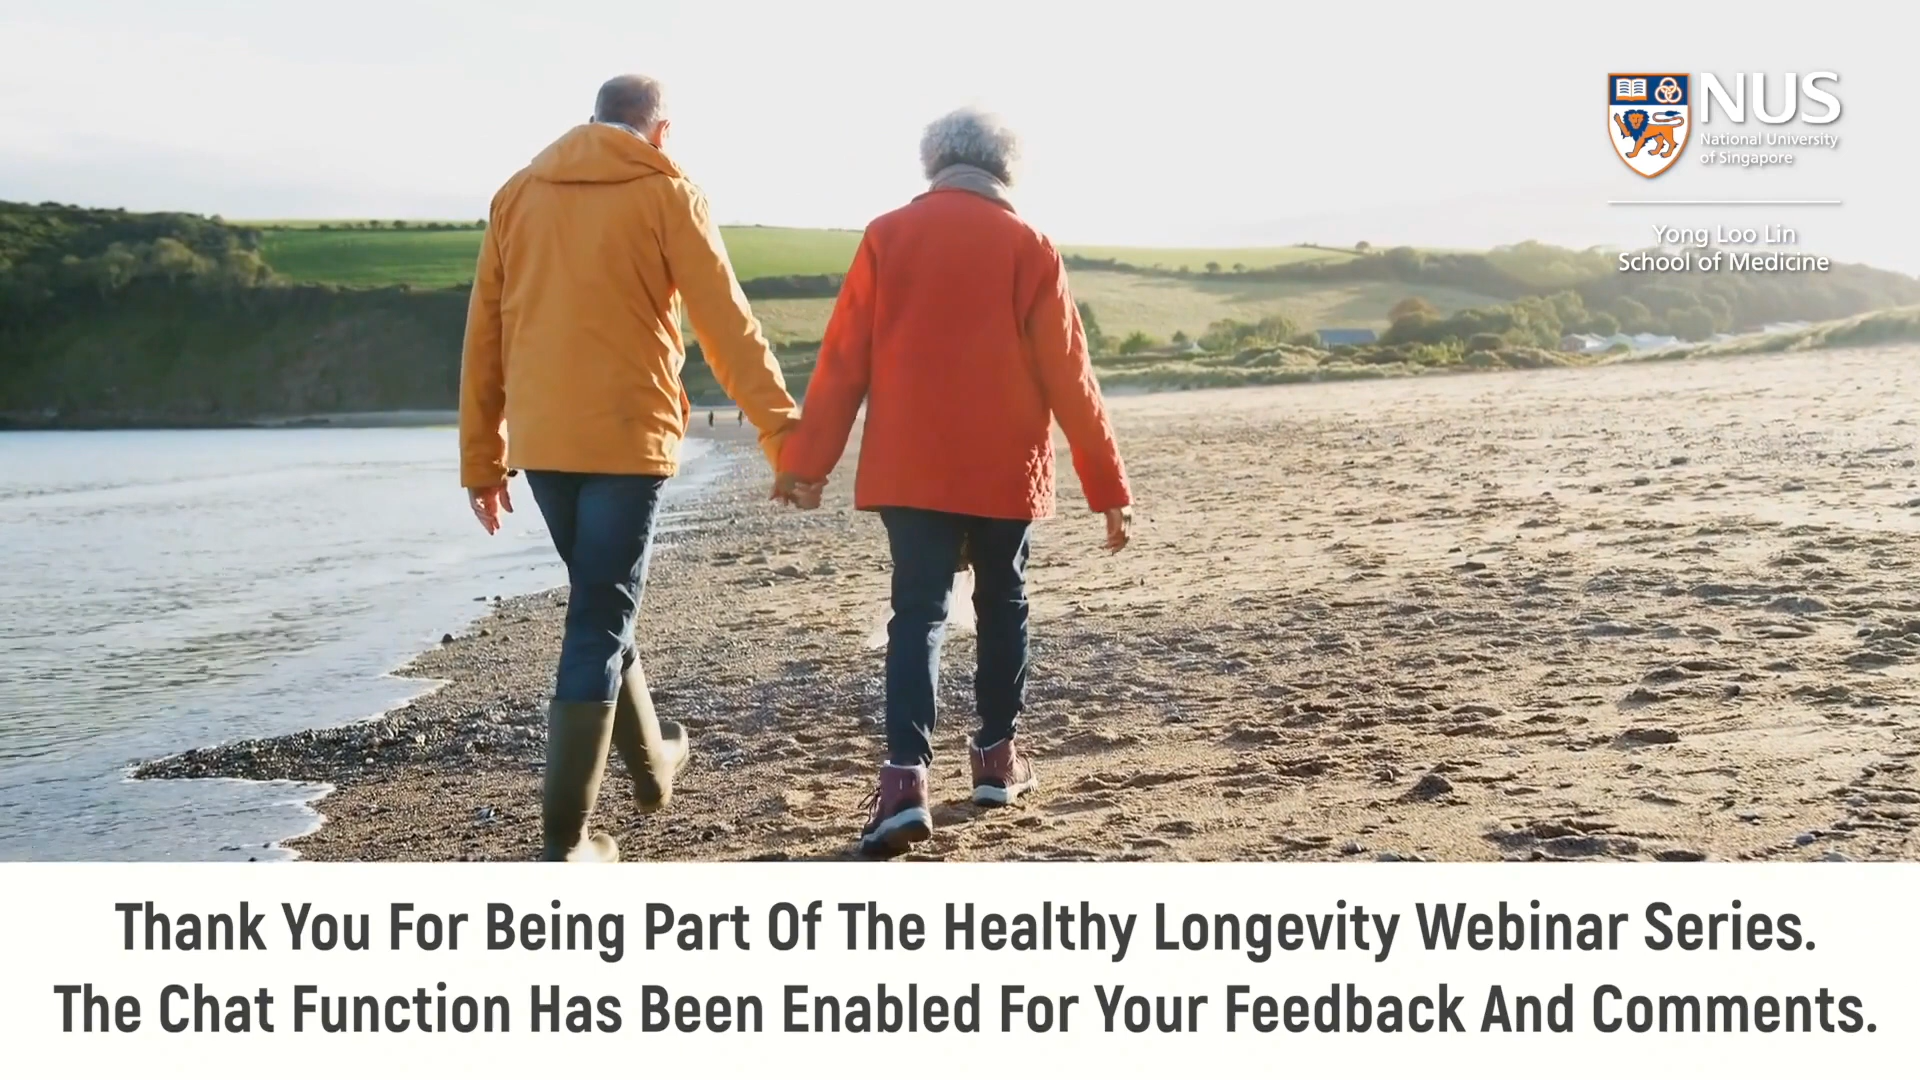 NUS
National University
of Singapore
Yong Loo Lin
School of Medicine
Thank You For Being Part Of The Healthy Longevity Webinar Series.
The Chat Function Has Been Enabled For Your Feedback And Comments.